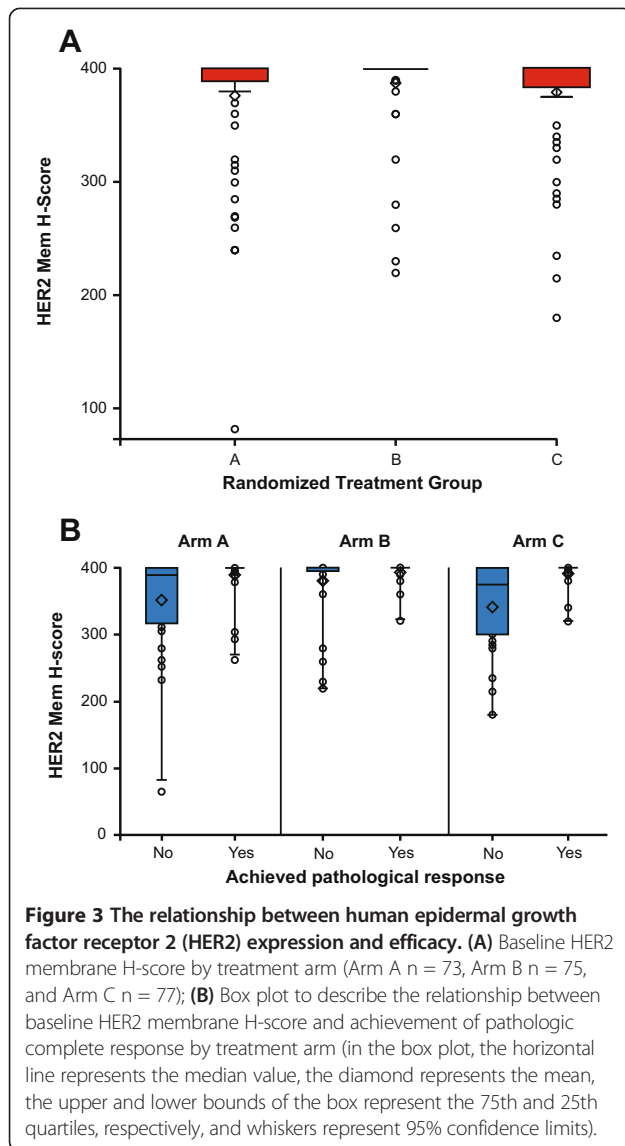 A
400
300
200
100
HER2 Mem H-Score
A B C
Randomized Treatment Group
B
Arm A Arm B Arm C
400
300
200
100
0
HER2 Mem H-score
No Yes No Yes No Yes
Achieved pathological response
Figure 3 The relationship between human epidermal growth
factor receptor 2 (HER2) expression and efficacy. (A) Baseline HER2
membrane H-score by treatment arm (Arm A n = 73, Arm B n = 75,
and Arm C n = 77); (B) Box plot to describe the relationship between
baseline HER2 membrane H-score and achievement of pathologic
complete response by treatment arm (in the box plot, the horizontal
line represents the median value, the diamond represents the mean,
the upper and lower bounds of the box represent the 75th and 25th
quartiles, respectively, and whiskers represent 95% confidence limits).